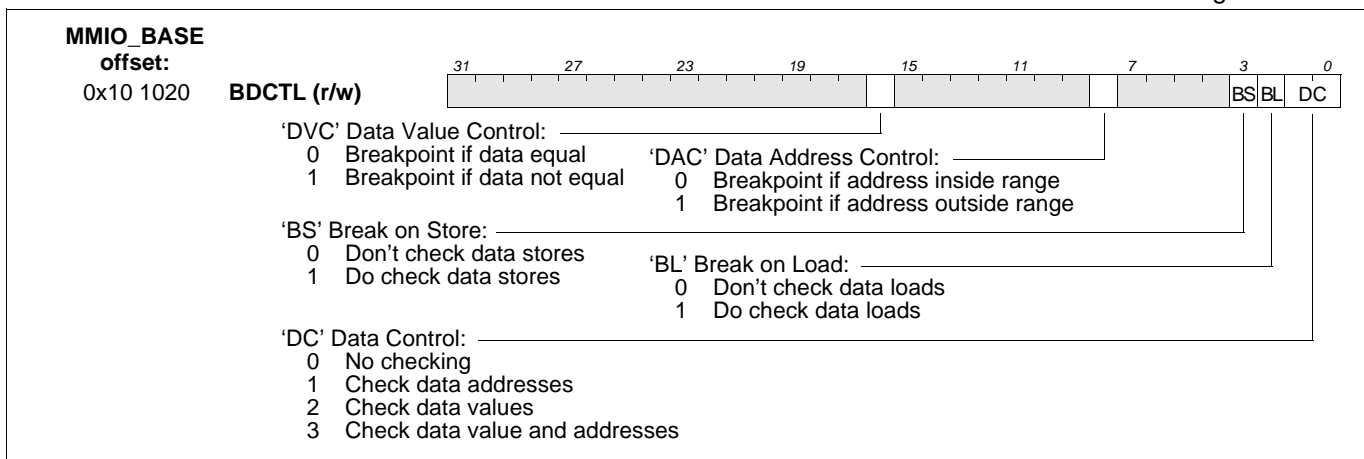 MMIO_BASE
offset:
31 27 23 19 15 11 7 3 0
0x10 1020 BDCTL (r/w) BS BL DC
‘DVC’ Data Value Control:
0 Breakpoint if data equal
1 Breakpoint if data not equal
‘DAC’ Data Address Control:
0 Breakpoint if address inside range
1 Breakpoint if address outside range
‘BS’ Break on Store:
0 Don’t check data stores
1 Do check data stores
‘BL’ Break on Load:
0 Don’t check data loads
1 Do check data loads
‘DC’ Data Control:
0 No checking
1 Check data addresses
2 Check data values
3 Check data value and addresses